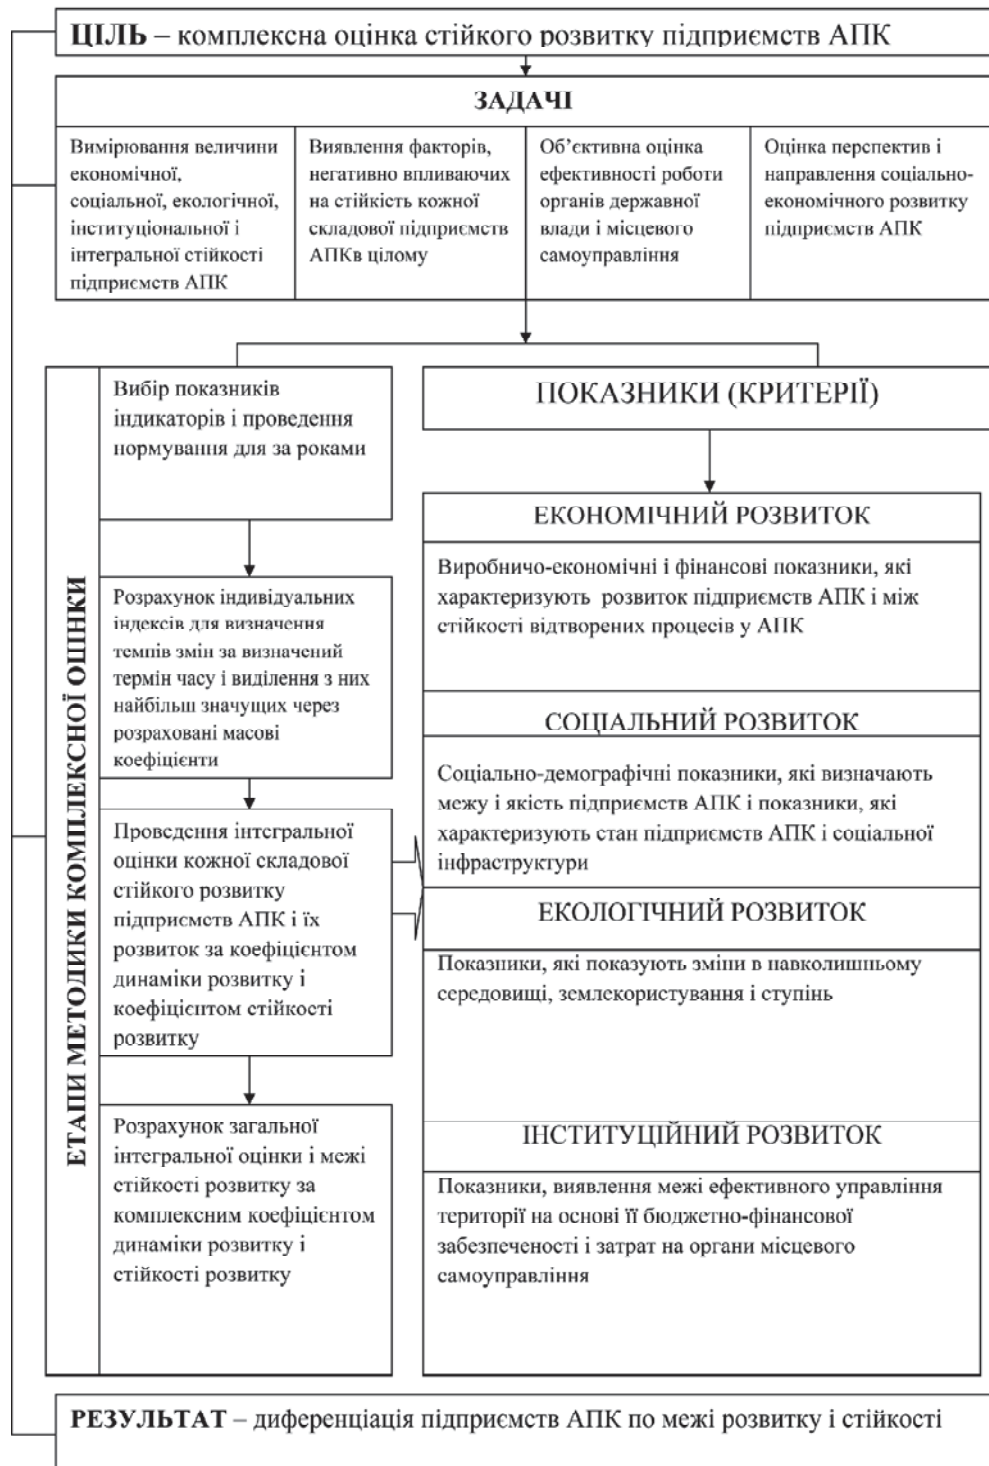 ЦІЛЬ – комплексна оцінка стійкого розвитку підприємств АПК
ЗАДАЧІ
Вимірювання величини
економічної,
соціальної, екологічної,
інституціональної і
інтегральної стійкості
підприємств АПК
Виявлення факторів,
негативно впливаючих
на стійкість кожної
складової підприємств
АПКв цілому
Об’єктивна оцінка
ефективності роботи
органів державної
влади і місцевого
самоуправління
Оцінка перспектив і
направлення соціально-
економічного розвитку
підприємств АПК
ЕТАПИ МЕТОДИКИ КОМПЛЕКСНОЇ ОЦІНКИ
Вибір показників
індикаторів і проведення
нормування для за роками
Розрахунок індивідуальних
індексів для визначення
темпів змін за визначений
термін часу і виділення з них
найбільш значущих через
розраховані масові
коефіцієнти
Проведення інтегральної
оцінки кожної складової
стійкого розвитку
підприємств АПК і їх
розвиток за коефіцієнтом
динаміки розвитку і
коефіцієнтом стійкості
розвитку
Розрахунок загальної
інтегральної оцінки і межі
стійкості розвитку за
комплексним коефіцієнтом
динаміки розвитку і
стійкості розвитку
ПОКАЗНИКИ (КРИТЕРІЇ)
ЕКОНОМІЧНИЙ РОЗВИТОК
Виробничо-економічні і фінансові показники, які
характеризують розвиток підприємств АПК і між
стійкості відтворених процесів у АПК
СОЦІАЛЬНИЙ РОЗВИТОК
Соціально-демографічні показники, які визначають
межу і якість підприємств АПК і показники, які
характеризують стан підприємств АПК і соціальної
інфраструктури
ЕКОЛОГІЧНИЙ РОЗВИТОК
Показники, які показують зміни в навколишньому
середовищі, землекористування і ступінь
ІНСТИТУЦІЙНИЙ РОЗВИТОК
Показники, виявлення межі ефективного управління
території на основі її бюджетно-фінансової
забезпеченості і затрат на органи місцевого
самоуправління
РЕЗУЛЬТАТ – диференціація підприємств АПК по межі розвитку і стійкості